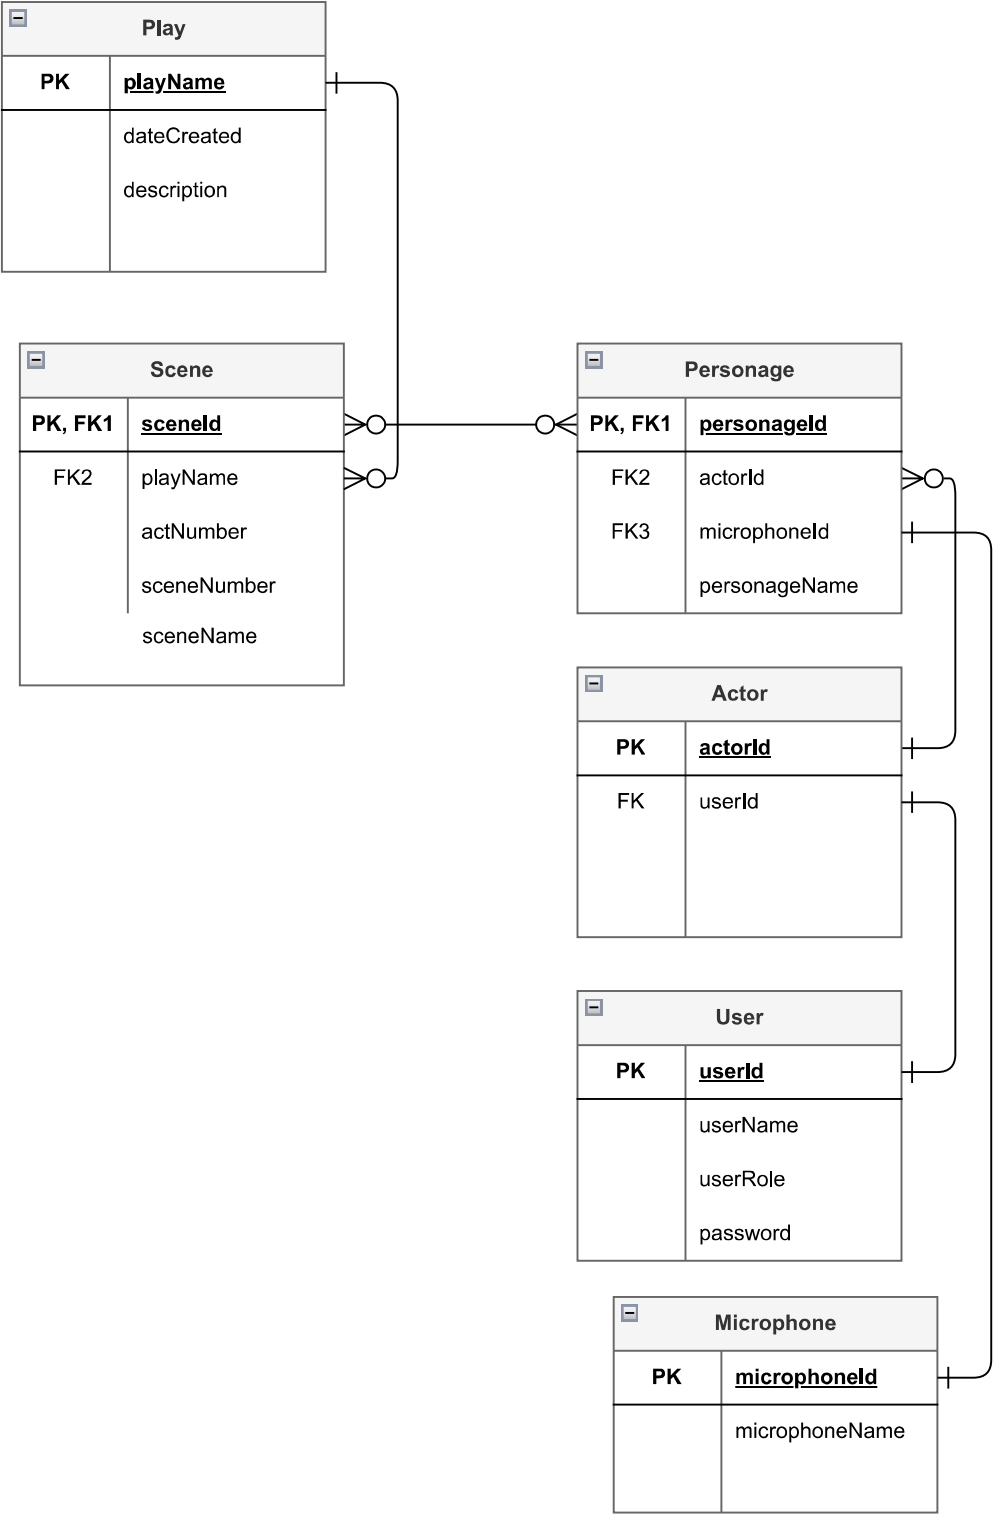 Play
PK playName
dateCreated
description
Scene
PK, FK1 sceneId
FK2 playName
actNumber
sceneNumber
sceneName
Personage
PK, FK1 personageId
FK2 actorId
FK3 microphoneId
personageName
Actor
PK actorId
FK userId
User
PK userId
userName
userRole
password
Microphone
PK microphoneId
microphoneName